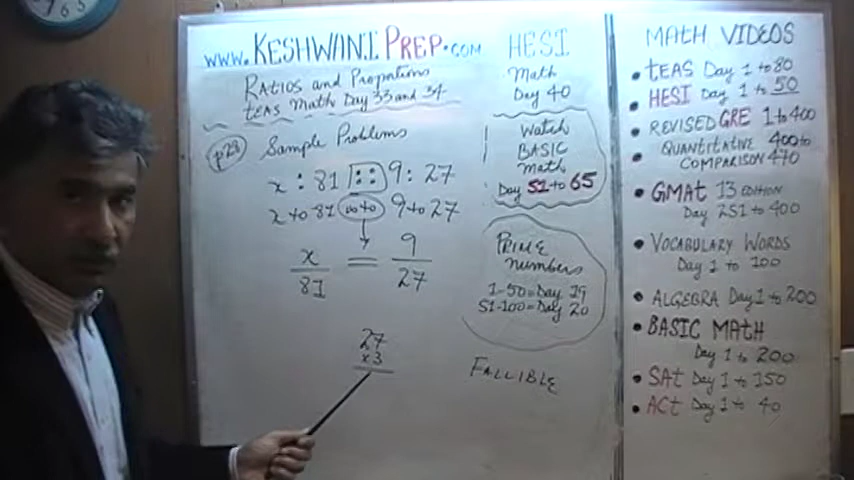 www.KESHWANIPREP.com
RATIOS and Propations
tEAS Math Day 33 and 34
p23 Sample Problems
x : 81 :: 9 : 27
x to 81 as to 9 to 27
x/81 = 9/27
27
x3
HESI
Math
Day 40
Watch
BASIC
Math
Day 51 to 65
PRIME
numbers
1-50 = Day 19
51-100 = Day 20
FALLIBLE
MATH VIDEOS
• tEAS Day 1 to 80
• HESI Day 1 to 50
• REVISED GRE 1 to 400
• QUANTITATIVE 400 to
COMPARISON 470
• GMAt 13 EDITION
Day 251 to 400
• VOCABULARY WORDS
Day 1 to 100
• ALGEBRA Day 1 to 200
• BASIC MATH
Day 1 to 200
• SAt Day 1 to 150
• ACt Day 1 to 40